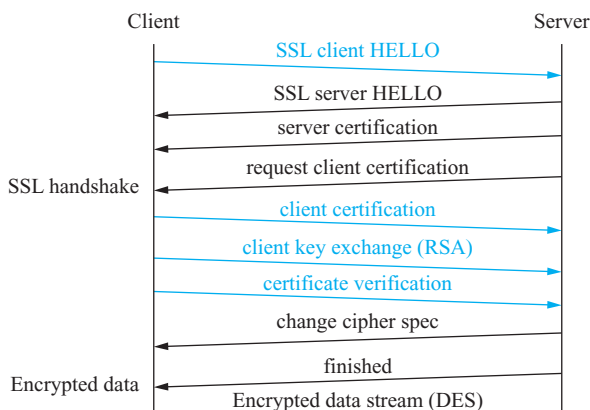 Client
Server
SSL client HELLO
SSL server HELLO
server certification
request client certification
SSL handshake
client certification
client key exchange (RSA)
certificate verification
change cipher spec
finished
Encrypted data
Encrypted data stream (DES)